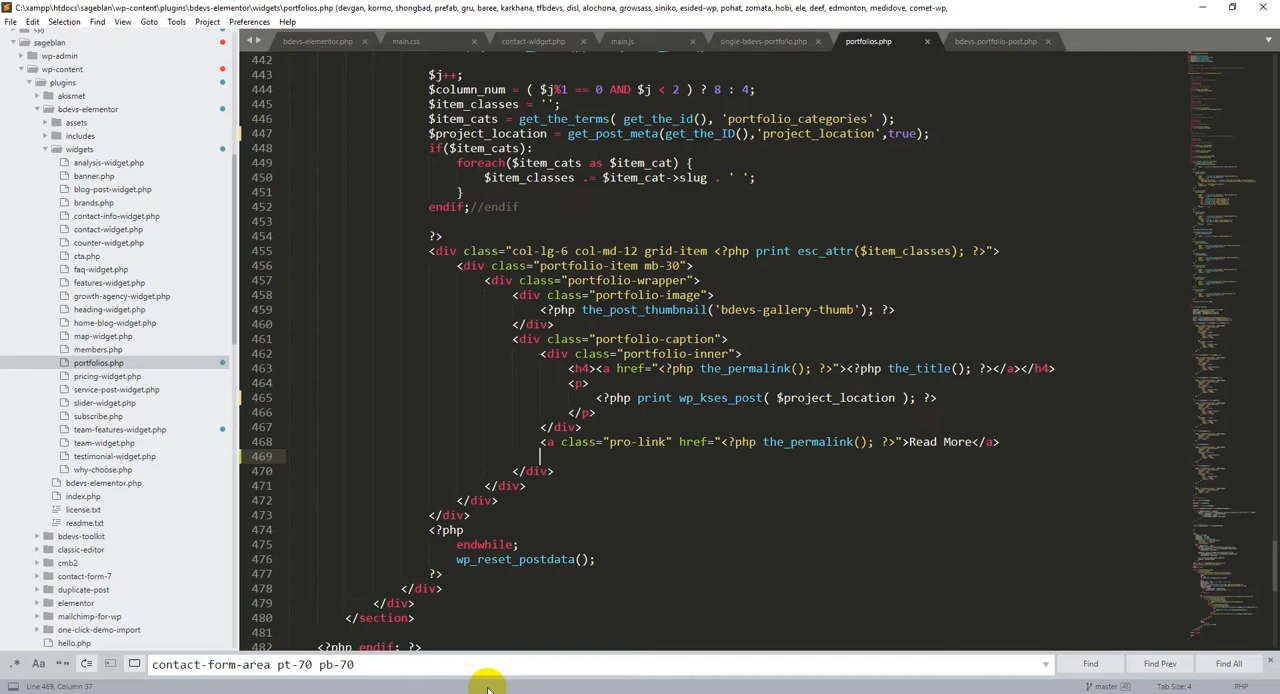 C:\xampp\htdocs\sageblan\wp-content\plugins\bdevs-elementor\widgets\portfolios.php (devgan, kormo, shongbad, prefab, gru, baree, karkhana, tfbdevs, disl, alochona, growsass, siniko, esided-wp, pohat, zomata, hobi, ele, deef, edmonton, medidove, comet-wp,
File Edit Selection Find View Goto Tools Project Preferences Help
bdevs-elementor.php × main.css × contact-widget.php × main.js × single-bdevs-portfolio.php × portfolios.php × bdevs-portfolio-post.php ×
sageblan
wp-admin
wp-content
plugins
akismet
bdevs-elementor
assets
includes
widgets
analysis-widget.php
banner.php
blog-post-widget.php
brands.php
contact-info-widget.php
contact-widget.php
counter-widget.php
cta.php
faq-widget.php
features-widget.php
growth-agency-widget.php
heading-widget.php
home-blog-widget.php
map-widget.php
members.php
portfolios.php
pricing-widget.php
service-post-widget.php
slider-widget.php
subscribe.php
team-features-widget.php
team-widget.php
testimonial-widget.php
why-choose.php
bdevs-elementor.php
index.php
license.txt
readme.txt
bdevs-toolkit
classic-editor
cmb2
contact-form-7
duplicate-post
elementor
mailchimp-for-wp
one-click-demo-import
hello.php
442
443 $j++;
444 $column_num = ( $j%1 == 0 AND $j < 2 ) ? 8 : 4;
445 $item_classes = '';
446 $item_cats = get_the_terms( get_the_id(), 'portfolio_categories' );
447 $project_location = get_post_meta(get_the_ID(),'project_location',true);
448 if($item_cats):
449 foreach($item_cats as $item_cat) {
450 $item_classes .= $item_cat->slug . ' ';
451 }
452 endif;//endif
453
454 ?>
455 <div class="col-lg-6 col-md-12 grid-item <?php print esc_attr($item_classes); ?>">
456 <div class="portfolio-item mb-30">
457 <div class="portfolio-wrapper">
458 <div class="portfolio-image">
459 <?php the_post_thumbnail('bdevs-gallery-thumb'); ?>
460 </div>
461 <div class="portfolio-caption">
462 <div class="portfolio-inner">
463 <h4><a href="<?php the_permalink(); ?>"><?php the_title(); ?></a></h4>
464 <p>
465 <?php print wp_kses_post( $project_location ); ?>
466 </p>
467 </div>
468 <a class="pro-link" href="<?php the_permalink(); ?>">Read More</a>
469
470 </div>
471 </div>
472 </div>
473 </div>
474 <?php
475 endwhile;
476 wp_reset_postdata();
477 ?>
478 </div>
479 </div>
480 </section>
481
482 <?php endif; ?>
.* Aa "" contact-form-area pt-70 pb-70 Find Find Prev Find All
Line 469, Column 37 master Tab Size: 4 PHP